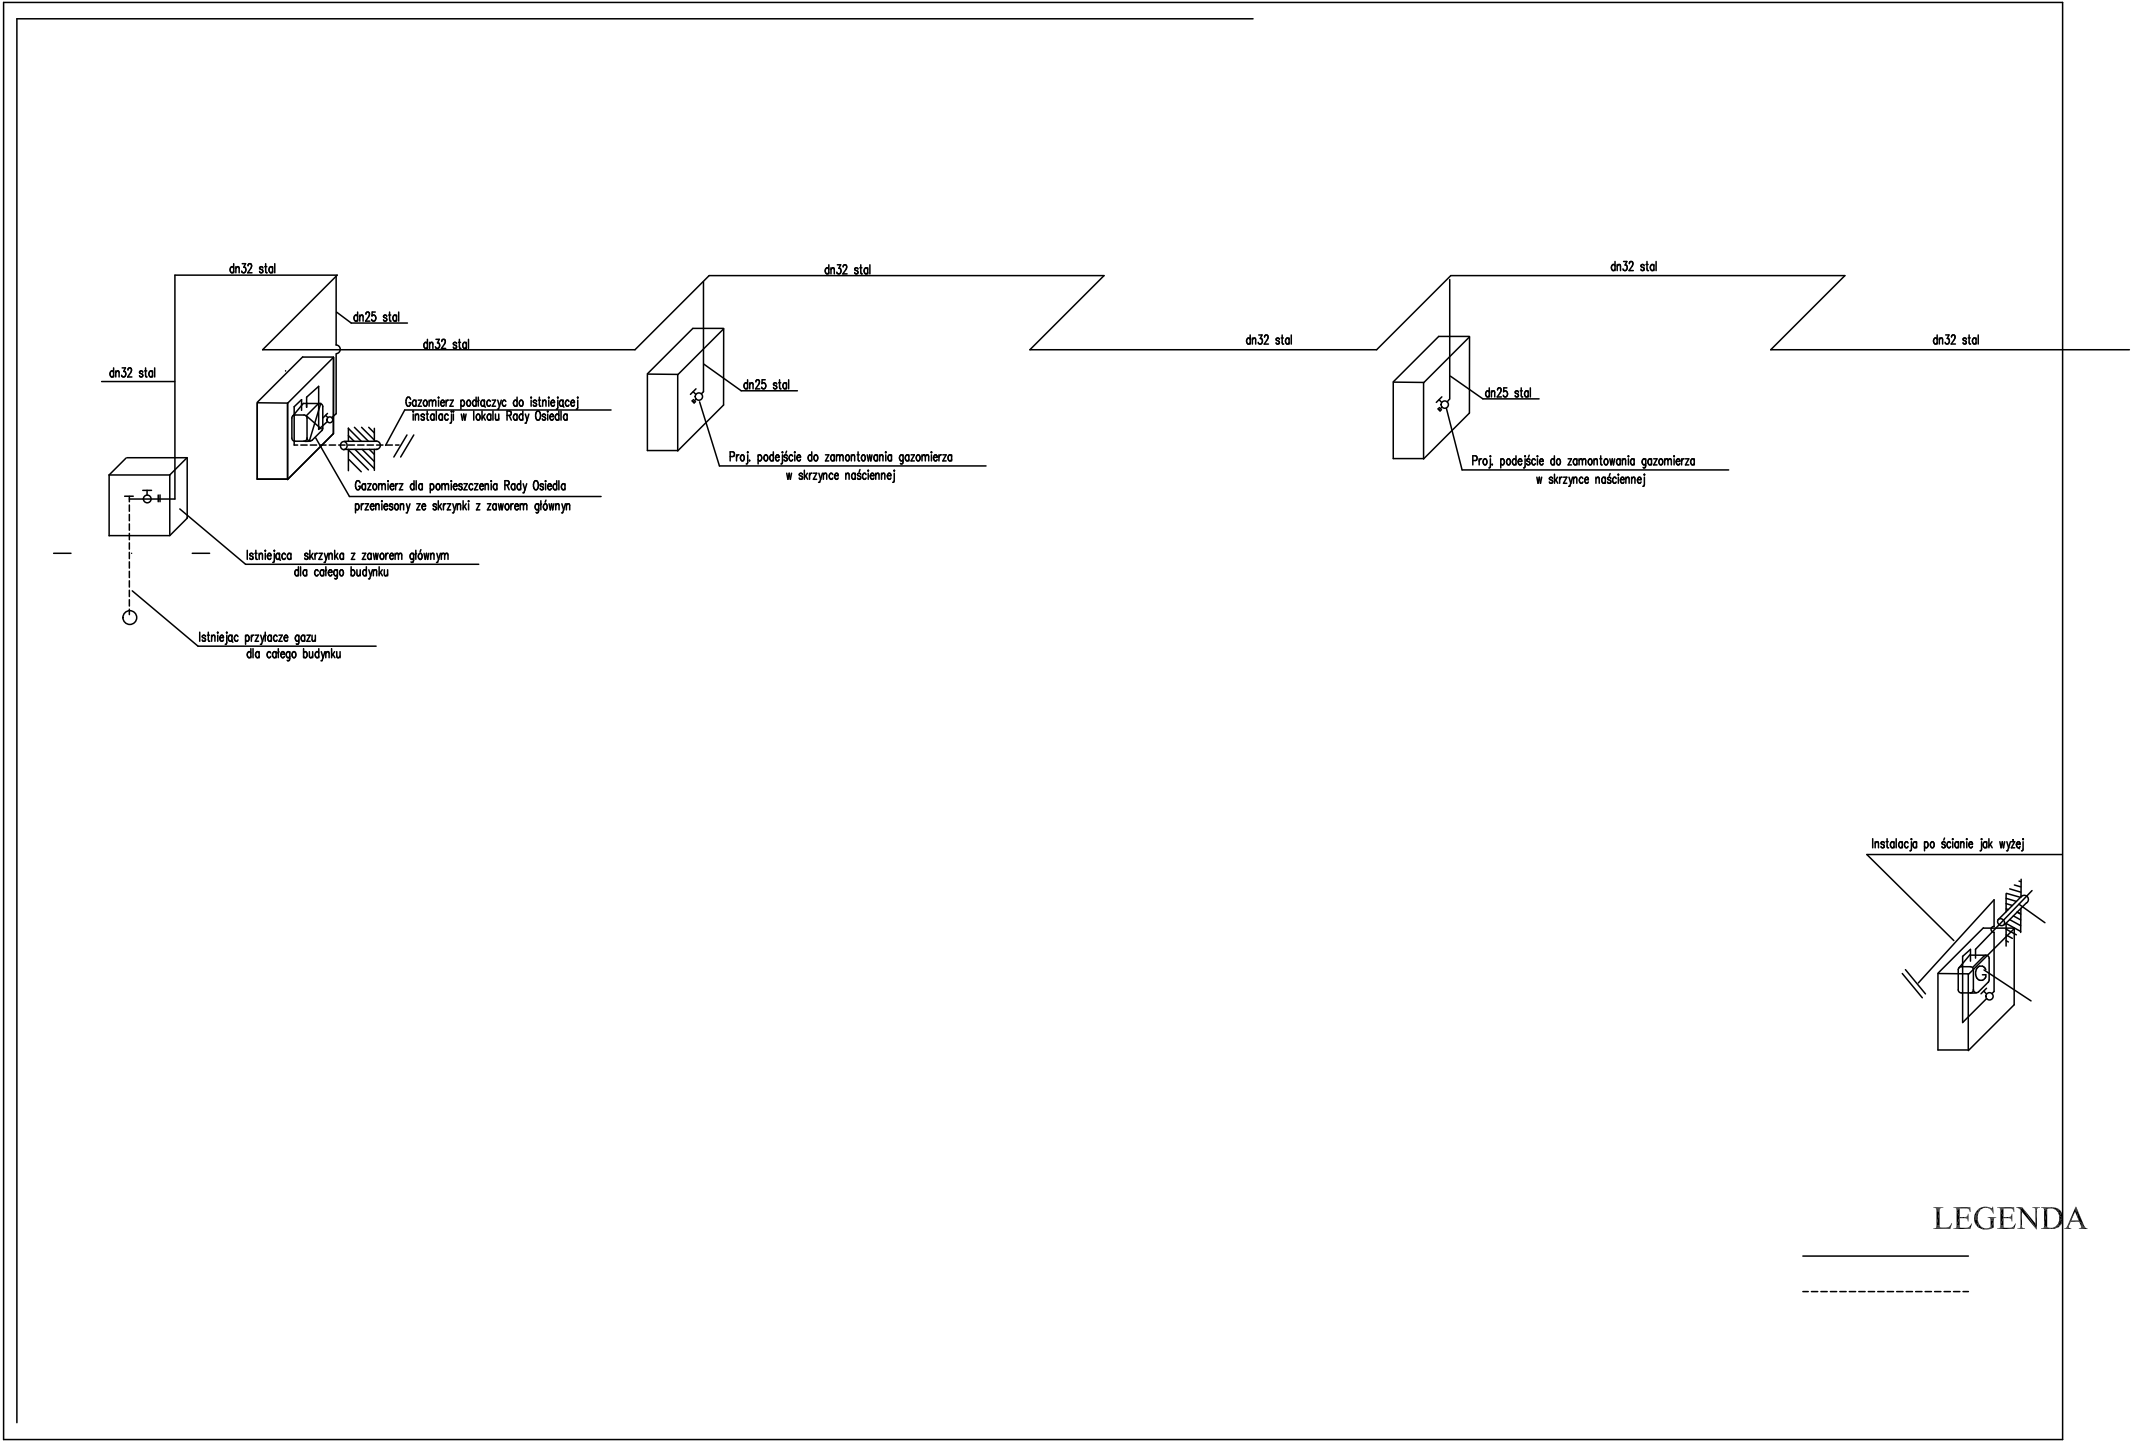 dn32 stal
dn32 stal
dn32 stal
dn25 stal
dn32 stal
dn32 stal
dn32 stal
dn32 stal
dn25 stal
dn25 stal
Gazomierz podłączyc do istniejącej
instalacji w lokalu Rady Osiedla
Proj. podejście do zamontowania gazomierza
w skrzynce naściennej
Proj. podejście do zamontowania gazomierza
w skrzynce naściennej
Gazomierz dla pomieszczenia Rady Osiedla
przeniesony ze skrzynki z zaworem głównyn
Istniejąca skrzynka z zaworem głównym
dla całego budynku
Istniejąc przyłacze gazu
dla całego budynku
Instalacja po ścianie jak wyżej
G
LEGENDA